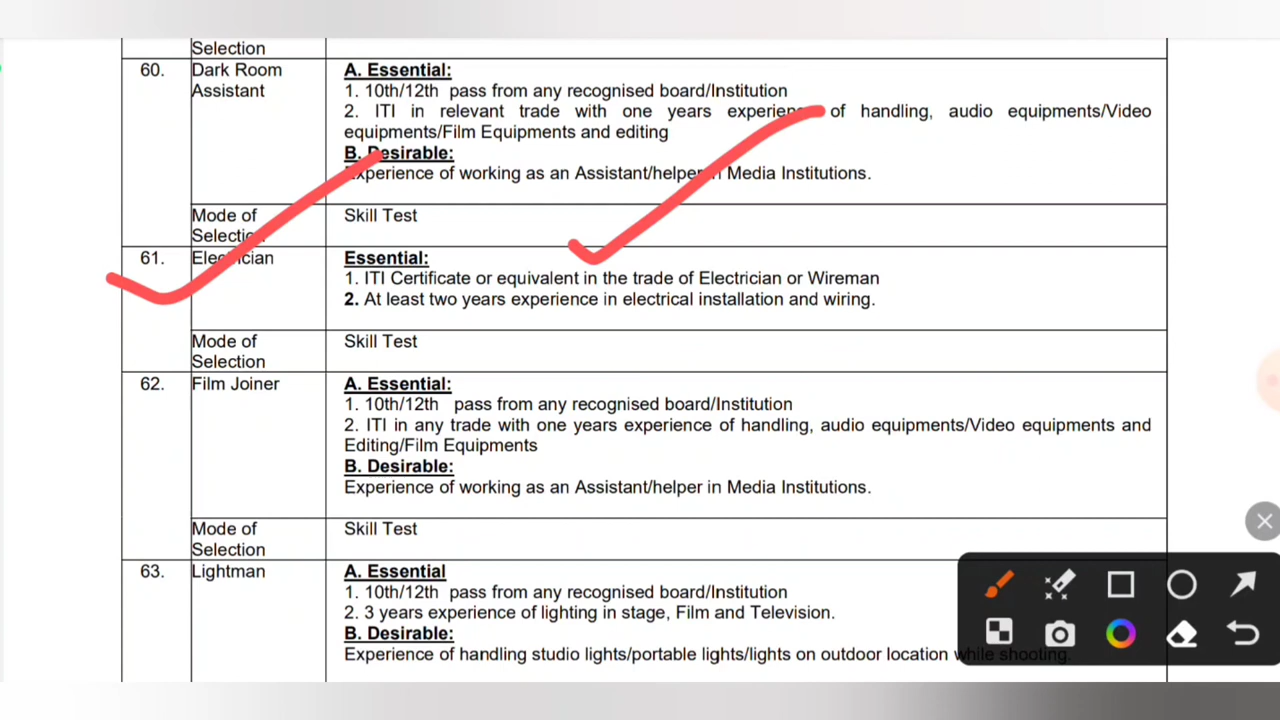 Selection
60. Dark Room Assistant
A. Essential:
1. 10th/12th pass from any recognised board/Institution
2. ITI in relevant trade with one years experience of handling, audio equipments/Video
equipments/Film Equipments and editing
B. Desirable:
Experience of working as an Assistant/helper in Media Institutions.
Mode of Selection
Skill Test
61. Electrician
Essential:
1. ITI Certificate or equivalent in the trade of Electrician or Wireman
2. At least two years experience in electrical installation and wiring.
Mode of Selection
Skill Test
62. Film Joiner
A. Essential:
1. 10th/12th pass from any recognised board/Institution
2. ITI in any trade with one years experience of handling, audio equipments/Video equipments and
Editing/Film Equipments
B. Desirable:
Experience of working as an Assistant/helper in Media Institutions.
Mode of Selection
Skill Test
63. Lightman
A. Essential
1. 10th/12th pass from any recognised board/Institution
2. 3 years experience of lighting in stage, Film and Television.
B. Desirable:
Experience of handling studio lights/portable lights/lights on outdoor location while shooting.